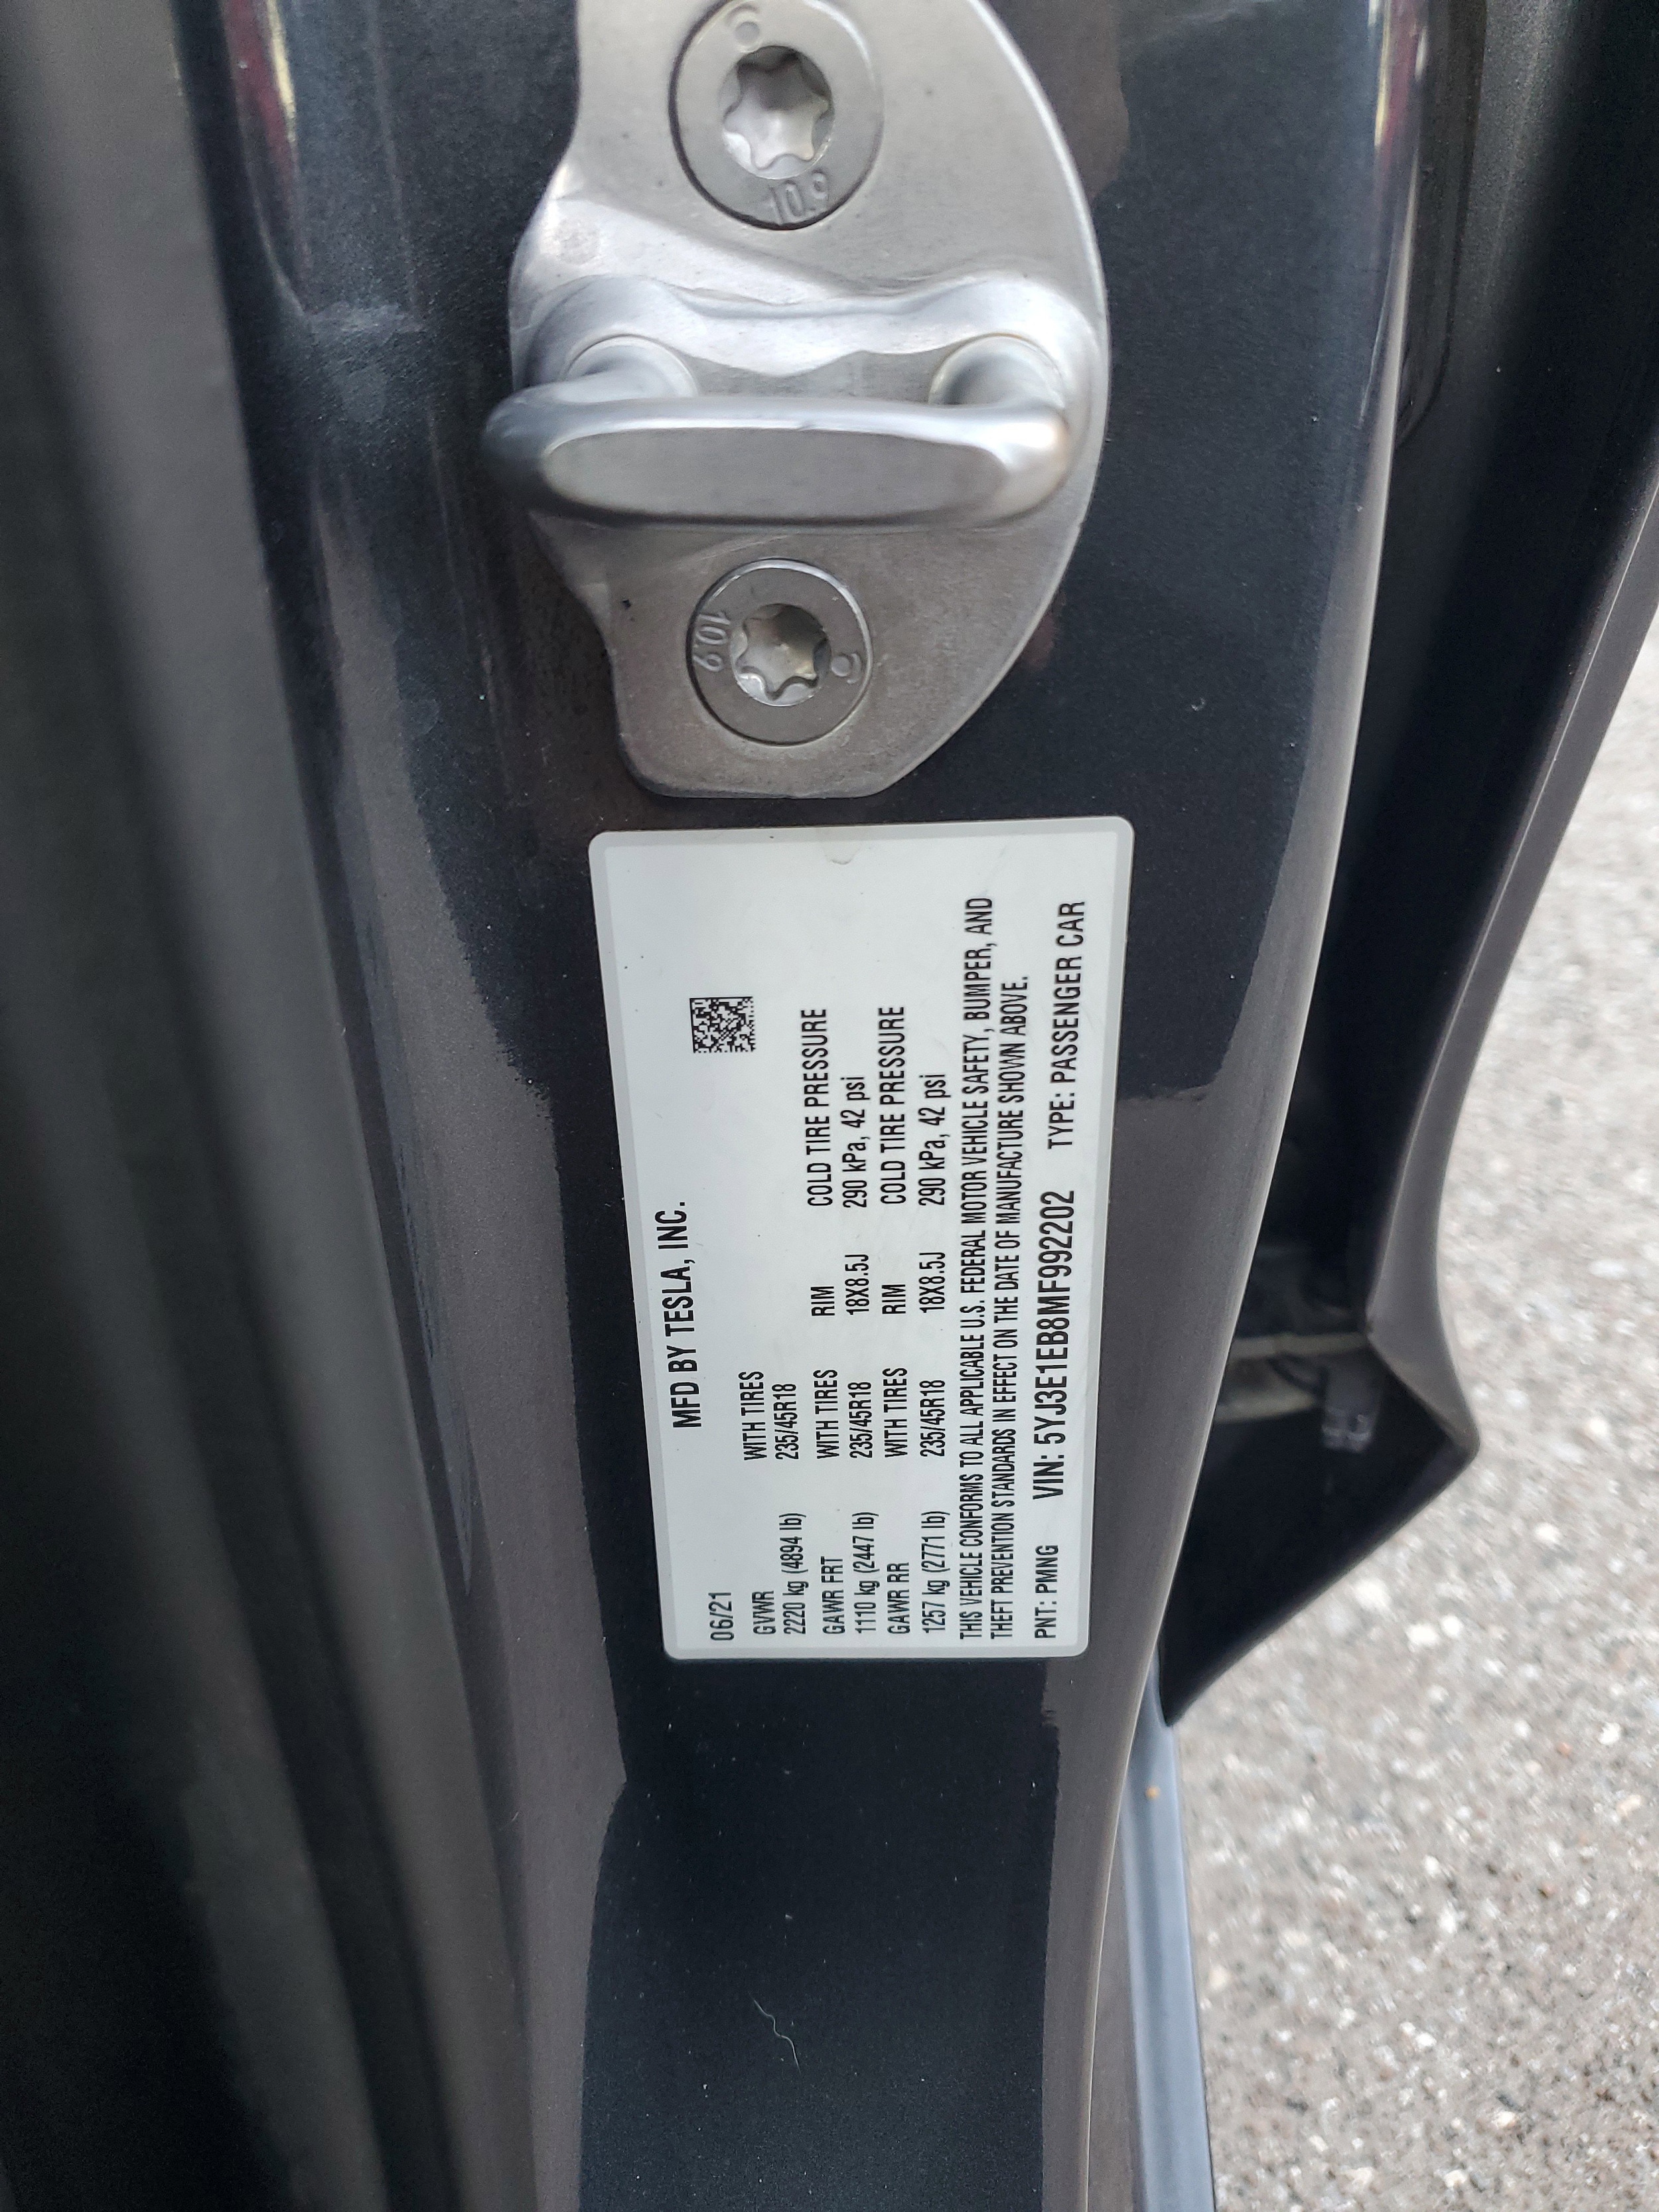 10.9
10.9
MFD BY TESLA, INC.
06/21
GVWR WITH TIRES
2220 kg (4894 lb) 235/45R18
GAWR FRT WITH TIRES RIM COLD TIRE PRESSURE
1110 kg (2447 lb) 235/45R18 18X8.5J 290 kPa, 42 psi
GAWR RR WITH TIRES RIM COLD TIRE PRESSURE
1257 kg (2771 lb) 235/45R18 18X8.5J 290 kPa, 42 psi
THIS VEHICLE CONFORMS TO ALL APPLICABLE U.S. FEDERAL MOTOR VEHICLE SAFETY, BUMPER, AND
THEFT PREVENTION STANDARDS IN EFFECT ON THE DATE OF MANUFACTURE SHOWN ABOVE.
PNT: PMNG VIN: 5YJ3E1EB8MF992202 TYPE: PASSENGER CAR